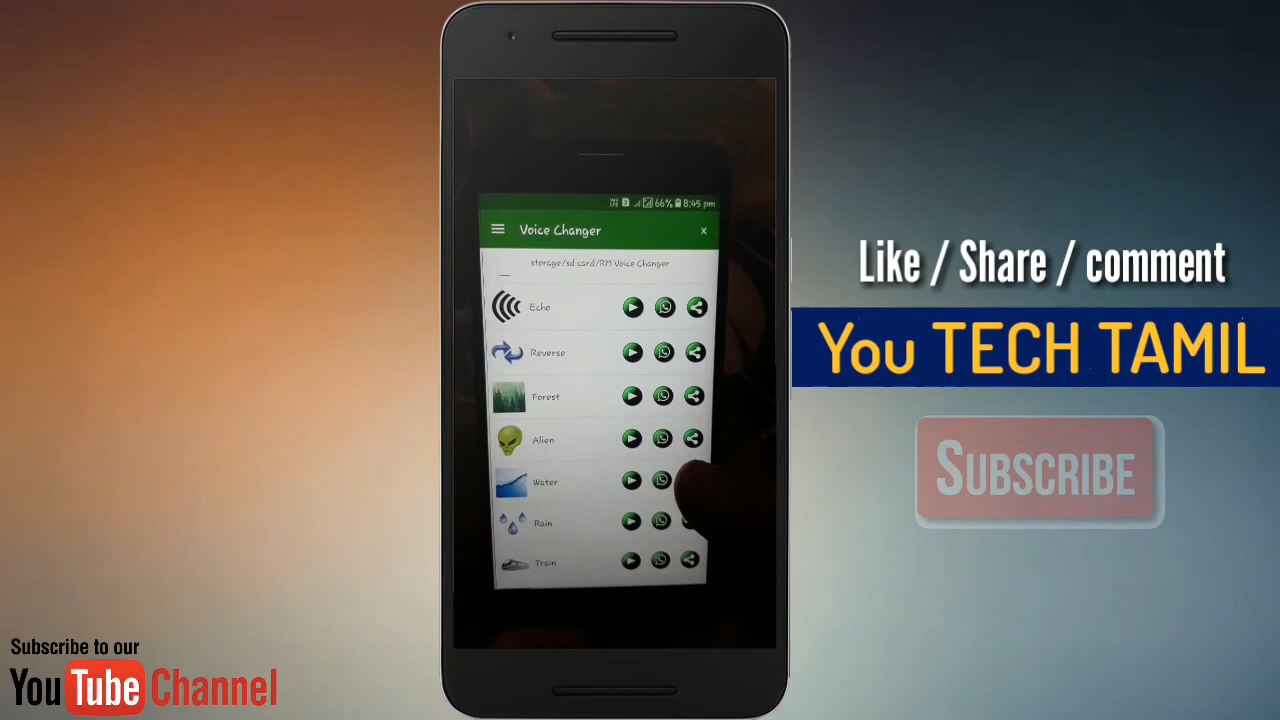 66% 8:45 pm
Voice Changer x
storage/sd card/RM Voice Changer
Echo
Reverse
Forest
Alien
Water
Rain
Train
Like / Share / comment
You TECH TAMIL
SUBSCRIBE
Subscribe to our
YouTube Channel